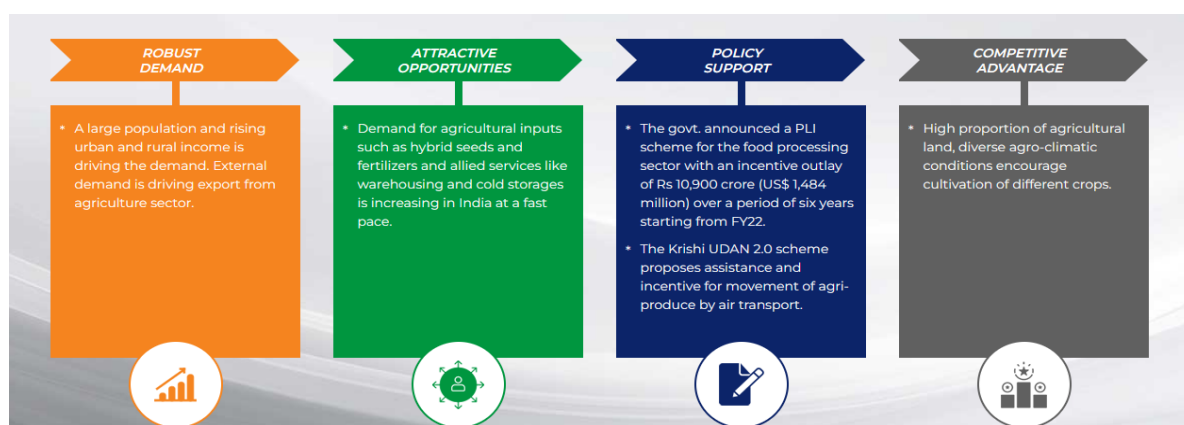 ROBUST
DEMAND
* A large population and rising
urban and rural income is
driving the demand. External
demand is driving export from
agriculture sector.
ATTRACTIVE
OPPORTUNITIES
* Demand for agricultural inputs
such as hybrid seeds and
fertilizers and allied services like
warehousing and cold storages
is increasing in India at a fast
pace.
POLICY
SUPPORT
* The govt. announced a PLI
scheme for the food processing
sector with an incentive outlay
of Rs 10,900 crore (US$ 1,484
million) over a period of six years
starting from FY22.
* The Krishi UDAN 2.0 scheme
proposes assistance and
incentive for movement of agri-
produce by air transport.
COMPETITIVE
ADVANTAGE
* High proportion of agricultural
land, diverse agro-climatic
conditions encourage
cultivation of different crops.